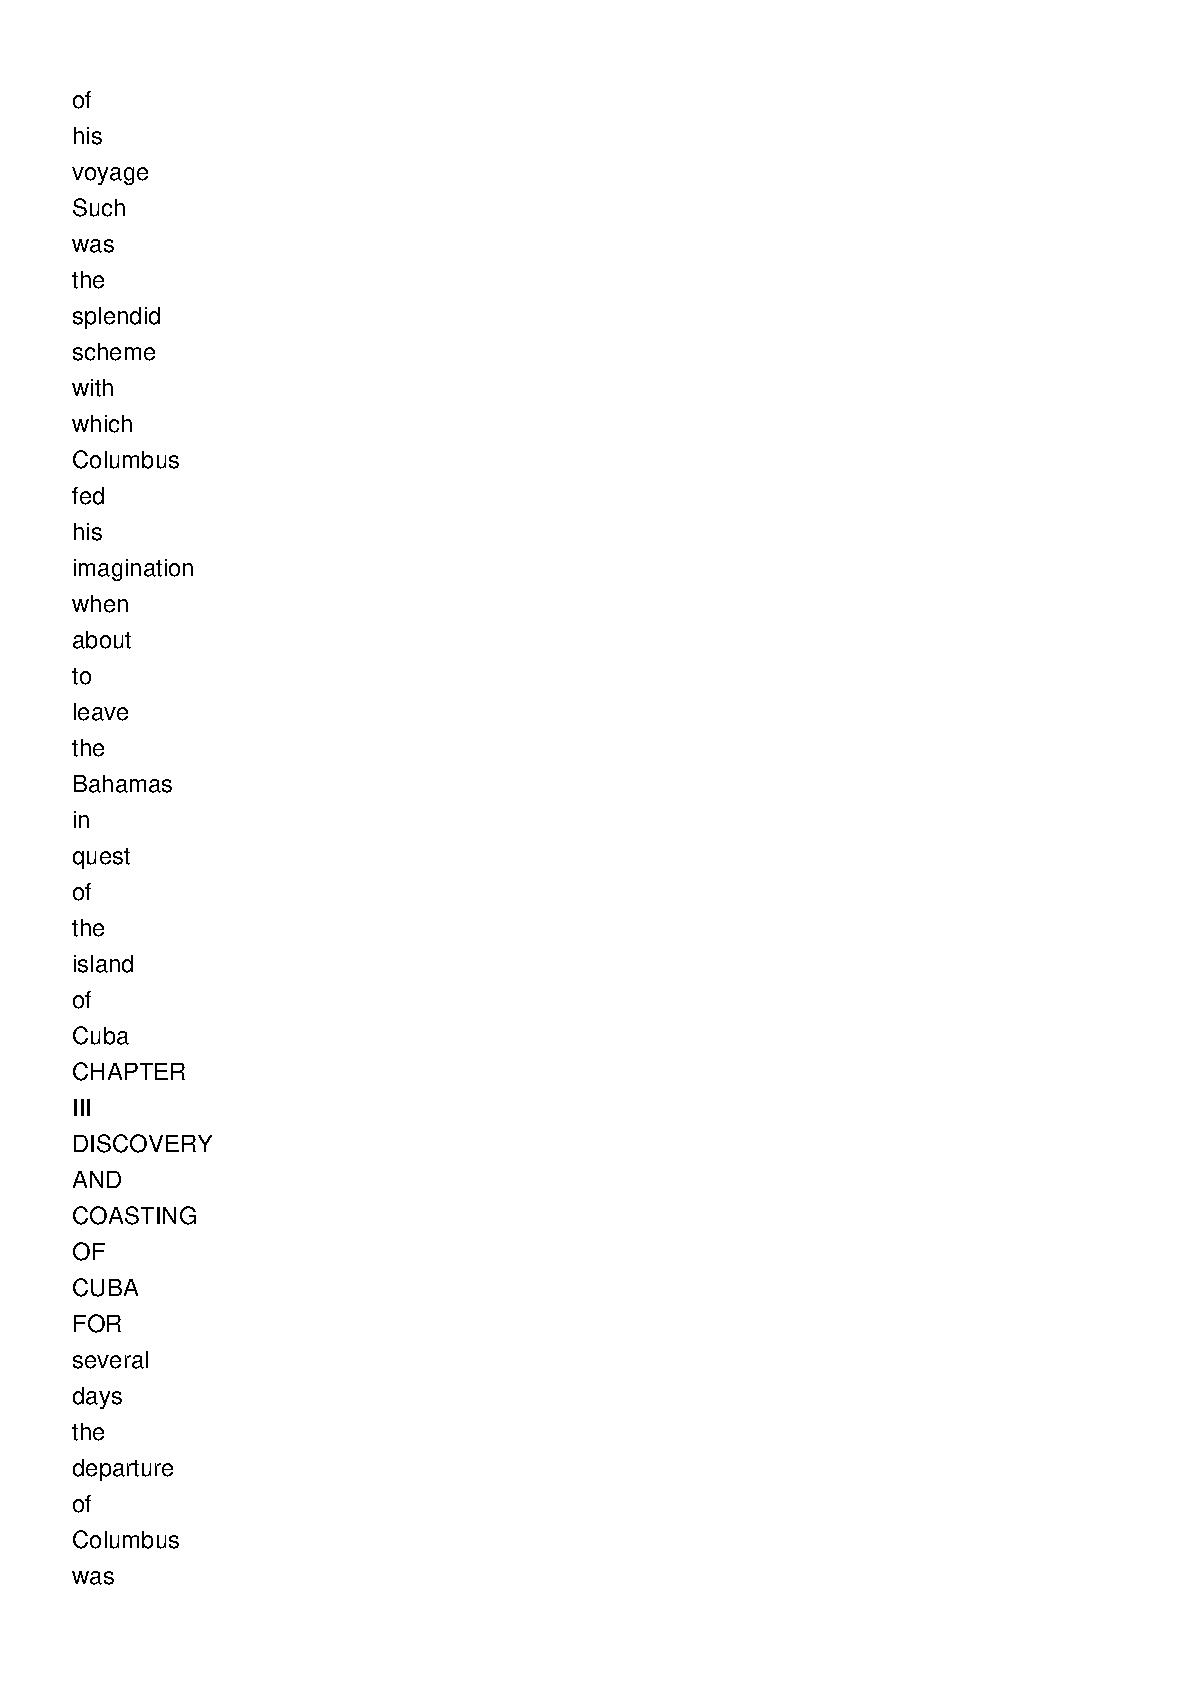 of
his
voyage
Such
was
the
splendid
scheme
with
which
Columbus
fed
his
imagination
when
about
to
leave
the
Bahamas
in
quest
of
the
island
of
Cuba
CHAPTER
III
DISCOVERY
AND
COASTING
OF
CUBA
FOR
several
days
the
departure
of
Columbus
was